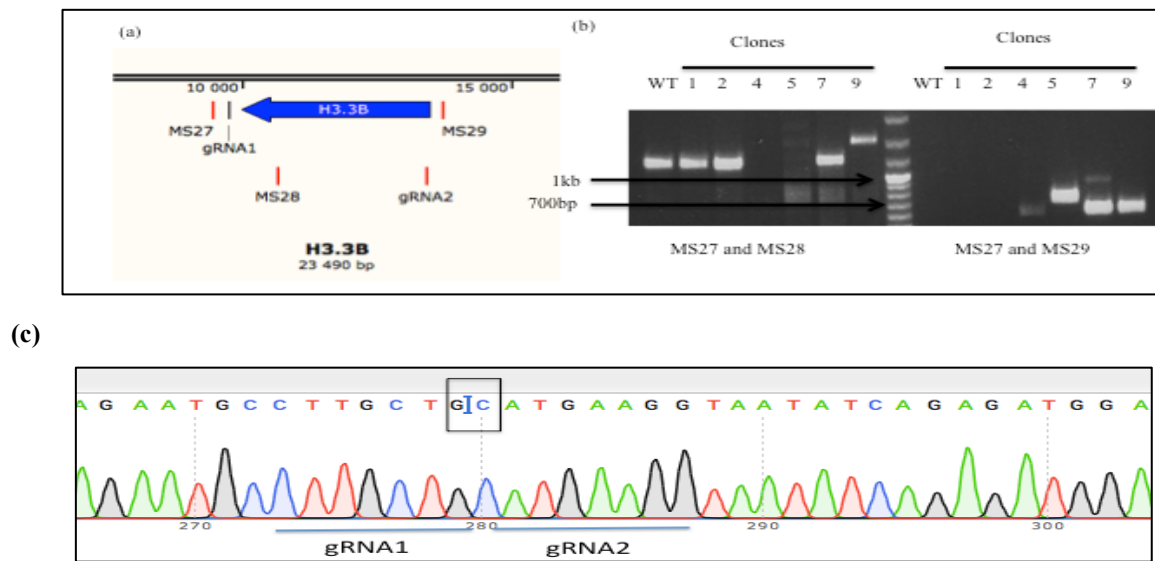 (a)
10 000
15 000
H3.3B
MS27
gRNA1
MS29
MS28
gRNA2
H3.3B
23 490 bp
(b)
Clones
Clones
WT 1 2 4 5 7 9
WT 1 2 4 5 7 9
1kb
700bp
MS27 and MS28
MS27 and MS29
(c)
A G A A T G C C T T G C T G C A T G A A G G T A A T A T C A G A G A T G G A
270 280 290 300
gRNA1 gRNA2